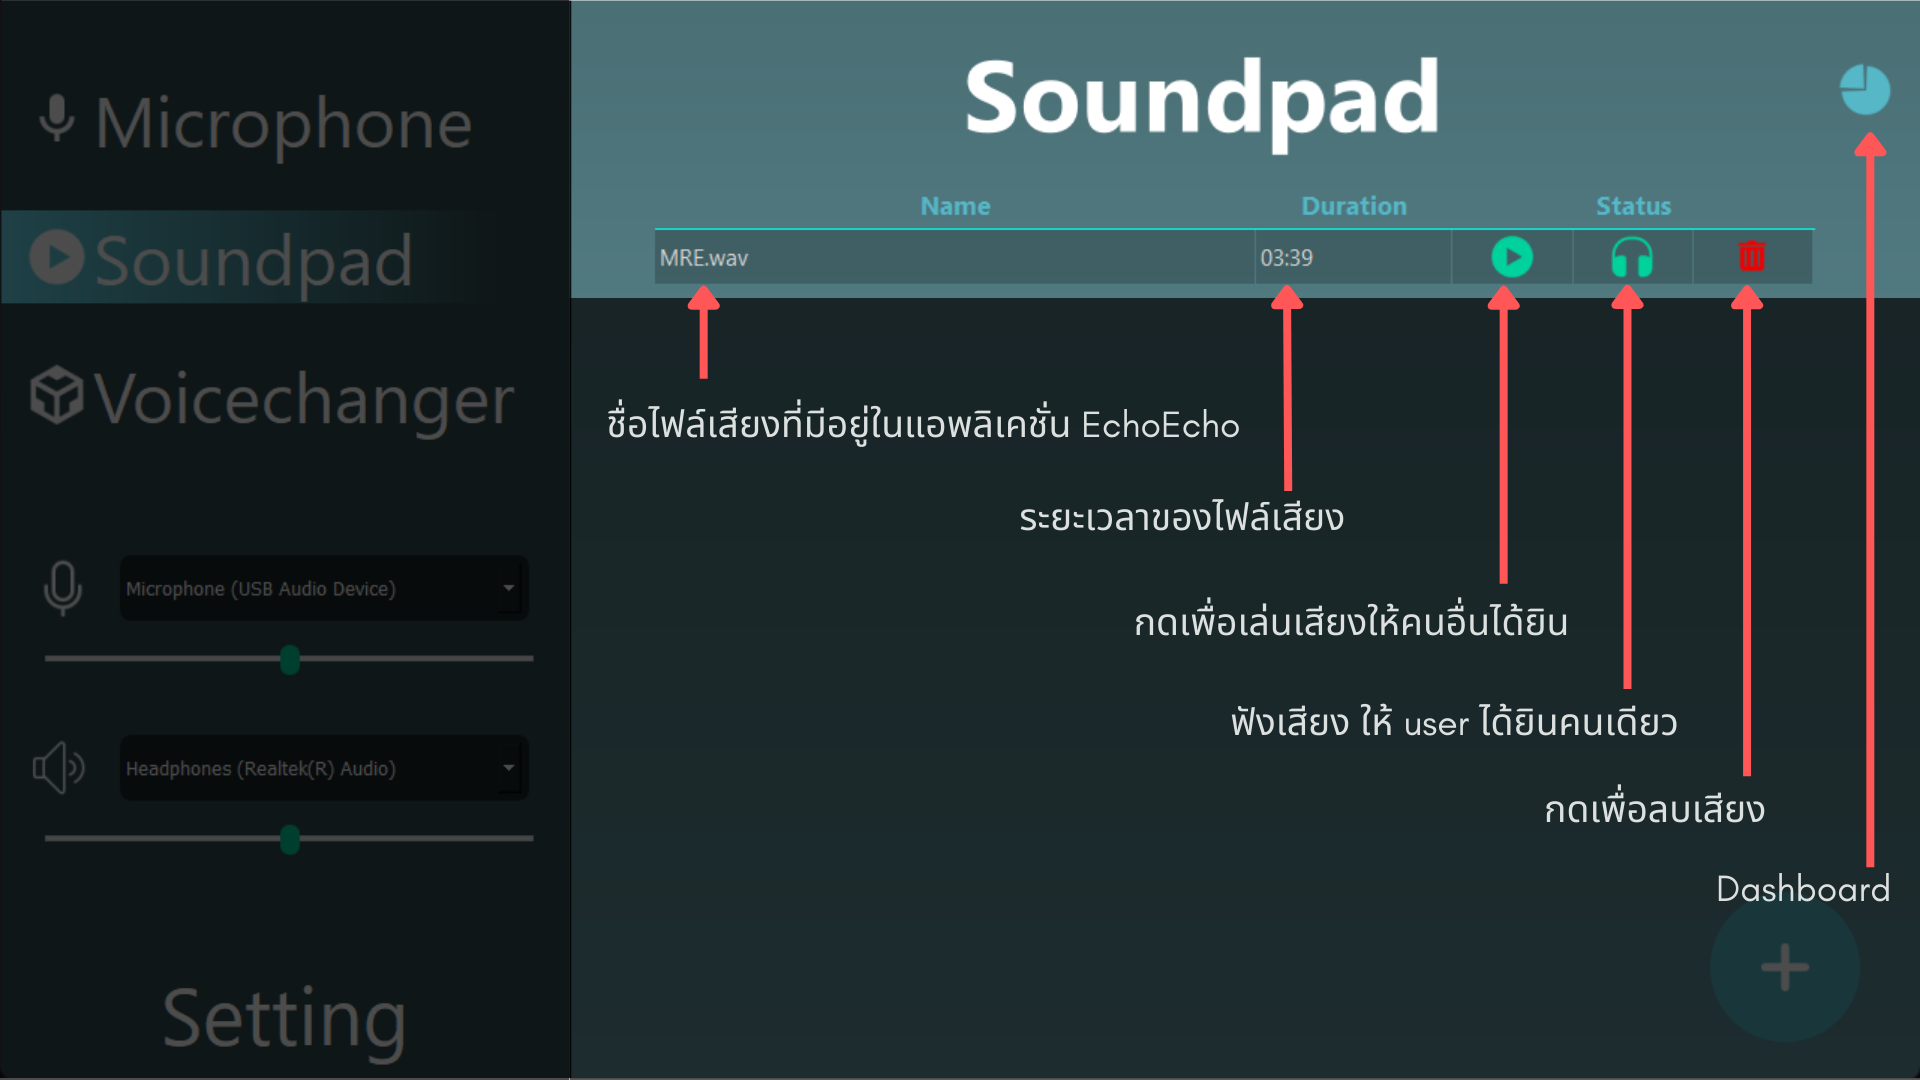 Microphone
Soundpad
Voicechanger
Microphone (USB Audio Device)
Headphones (Realtek(R) Audio)
Setting
Soundpad
Name Duration Status
MRE.wav 03:39
ชื่อไฟล์เสียงที่มีอยู่ในแอพลิเคชั่น EchoEcho
ระยะเวลาของไฟล์เสียง
กดเพื่อเล่นเสียงให้คนอื่นได้ยิน
ฟังเสียง ให้ user ได้ยินคนเดียว
กดเพื่อลบเสียง
Dashboard